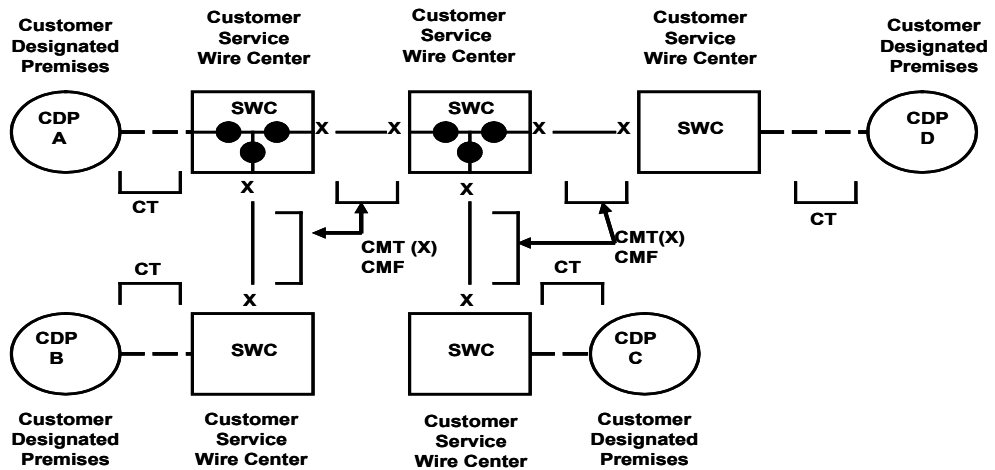 Customer
Designated
Premises
Customer
Service
Wire Center
Customer
Service
Wire Center
Customer
Service
Wire Center
Customer
Designated
Premises
CDP
A
SWC
X
X
SWC
X
X
SWC
CDP
D
CT
X
X
CT
CMT (X)
CMF
CMT(X)
CMF
CT
X
X
CT
CDP
B
SWC
SWC
CDP
C
Customer
Designated
Premises
Customer
Service
Wire Center
Customer
Service
Wire Center
Customer
Designated
Premises